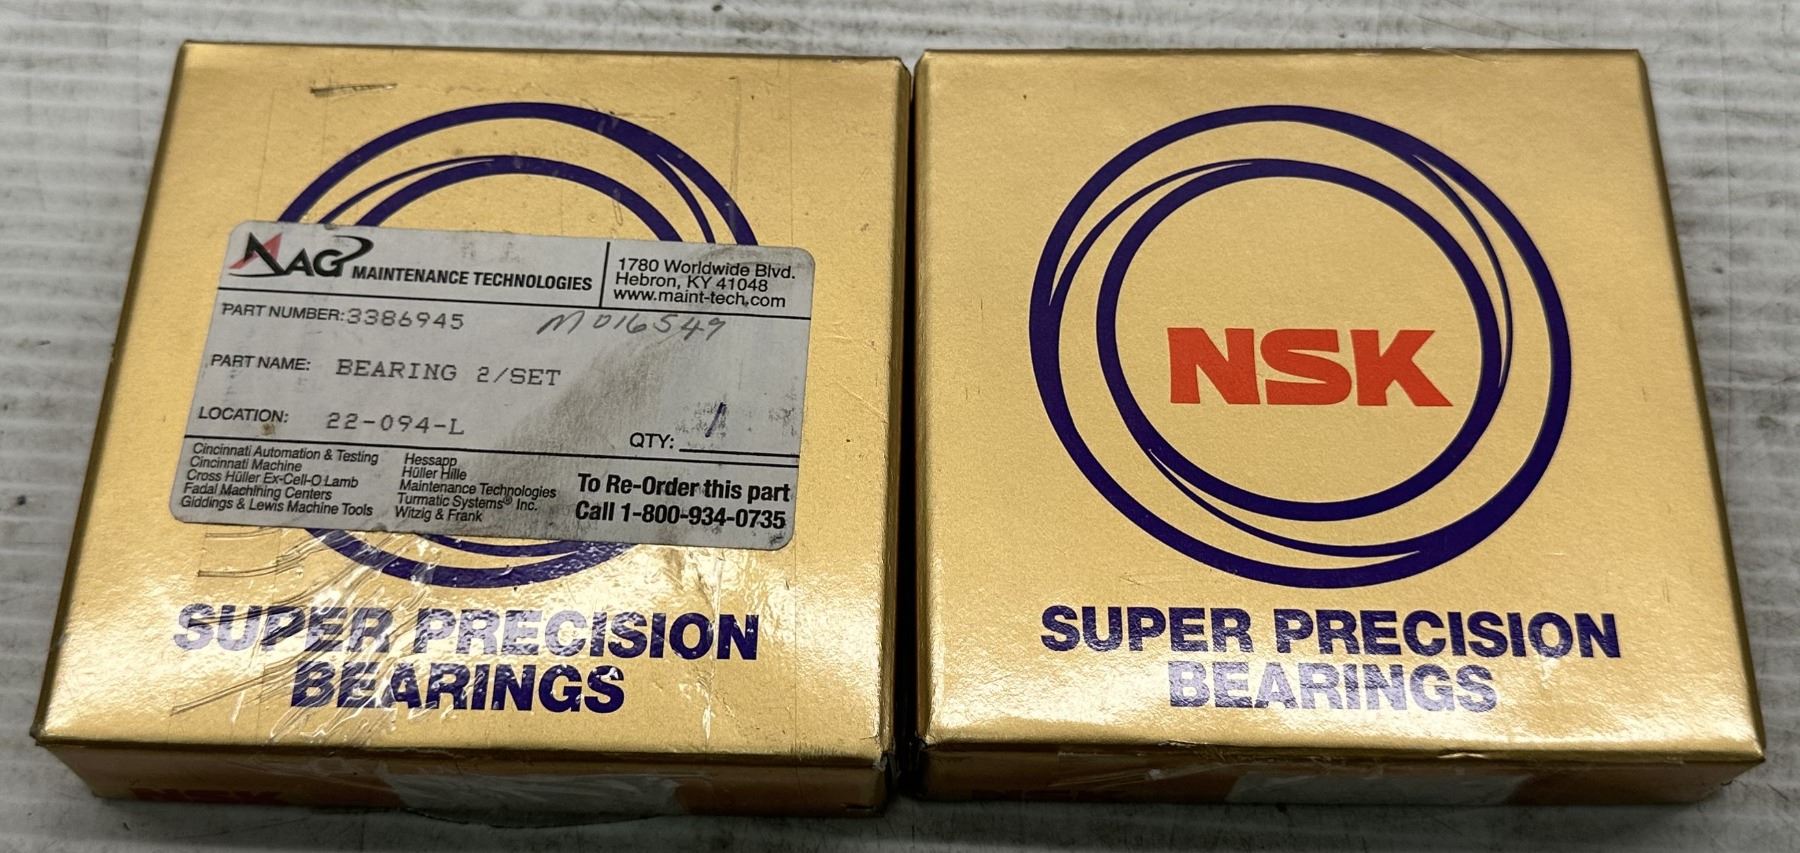 MAG MAINTENANCE TECHNOLOGIES
1780 Worldwide Blvd.
Hebron, KY 41048
www.maint-tech.com
PART NUMBER: 3386945
M016549
PART NAME: BEARING 2/SET
LOCATION: 22-094-L
QTY: 1
Cincinnati Automation & Testing
Cincinnati Machine
Cross Hüller Ex-Cell-O Lamb
Fadal Machining Centers
Giddings & Lewis Machine Tools
Hessapp
Hüller Hille
Maintenance Technologies
Turmatic Systems® Inc.
Witzig & Frank
To Re-Order this part
Call 1-800-934-0735
SUPER PRECISION
BEARINGS
NSK
NSK
SUPER PRECISION
BEARINGS